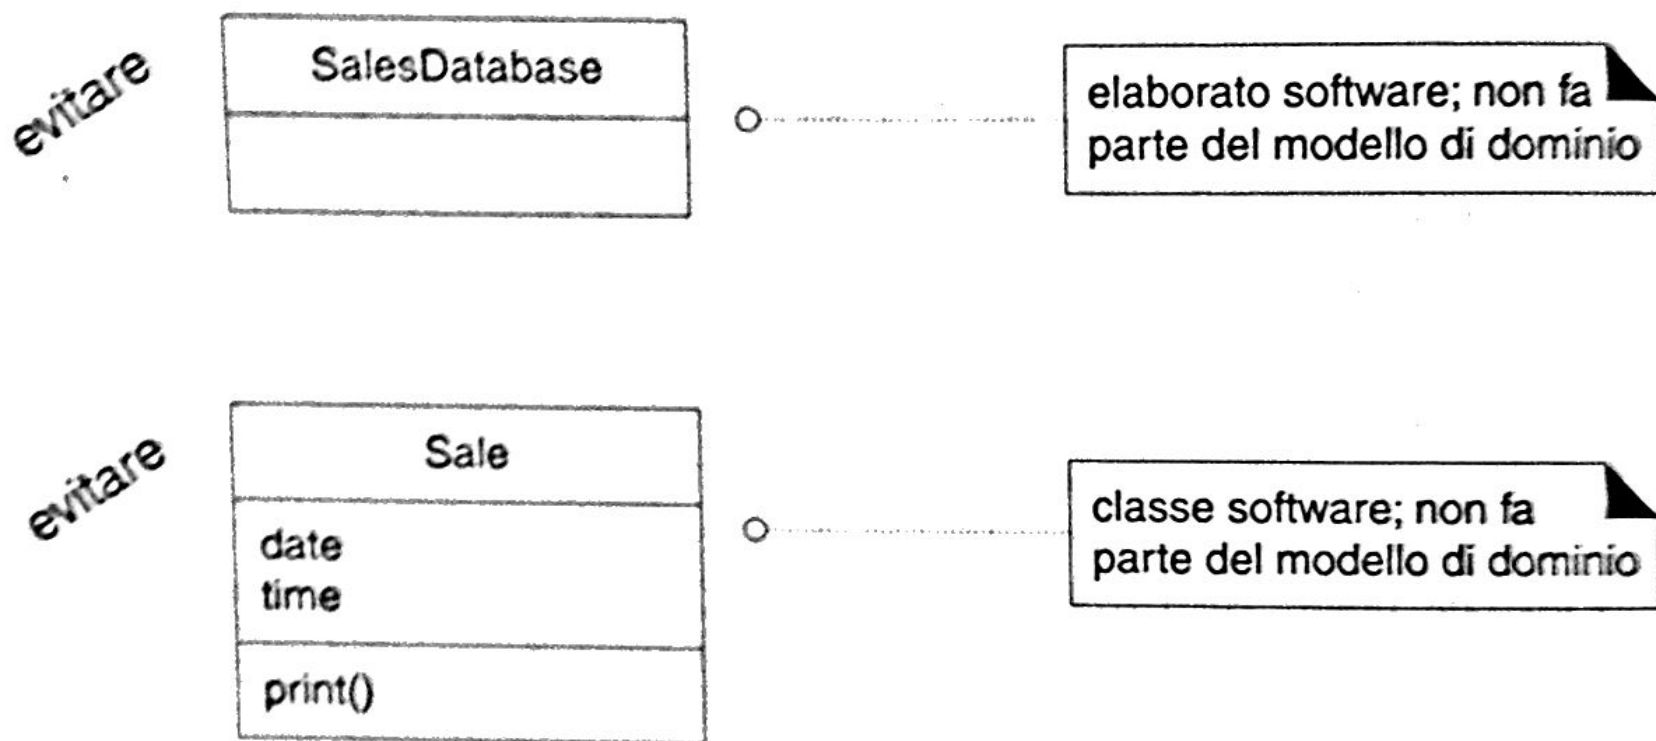 evitare
SalesDatabase
elaborato software; non fa
parte del modello di dominio
evitare
Sale
date
time
print()
classe software; non fa
parte del modello di dominio